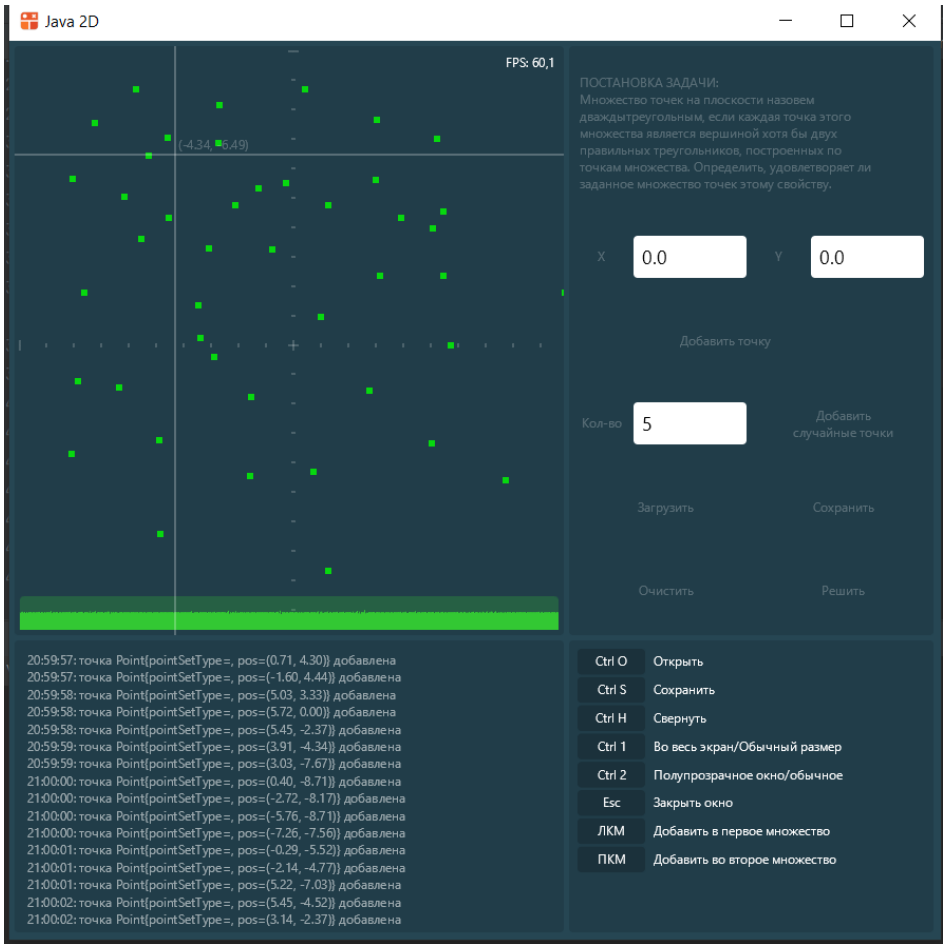 Java 2D
FPS: 60,1
(-4.34, -6.49)
ПОСТАНОВКА ЗАДАЧИ:
Множество точек на плоскости назовем
дваждытреугольным, если каждая точка этого
множества является вершиной хотя бы двух
правильных треугольников, построенных по
точкам множества. Определить, удовлетворяет ли
заданное множество точек этому свойству.
X 0.0 Y 0.0
Добавить точку
Кол-во 5 Добавить
случайные точки
Загрузить Сохранить
Очистить Решить
20:59:57: точка Point{pointSetType=, pos=(0.71, 4.30)} добавлена
20:59:57: точка Point{pointSetType=, pos=(-1.60, 4.44)} добавлена
20:59:58: точка Point{pointSetType=, pos=(5.03, 3.33)} добавлена
20:59:58: точка Point{pointSetType=, pos=(5.72, 0.00)} добавлена
20:59:58: точка Point{pointSetType=, pos=(5.45, -2.37)} добавлена
20:59:59: точка Point{pointSetType=, pos=(3.91, -4.34)} добавлена
20:59:59: точка Point{pointSetType=, pos=(3.03, -7.67)} добавлена
21:00:00: точка Point{pointSetType=, pos=(0.40, -8.71)} добавлена
21:00:00: точка Point{pointSetType=, pos=(-2.72, -8.17)} добавлена
21:00:00: точка Point{pointSetType=, pos=(-5.76, -8.71)} добавлена
21:00:00: точка Point{pointSetType=, pos=(-7.26, -7.56)} добавлена
21:00:01: точка Point{pointSetType=, pos=(-0.29, -5.52)} добавлена
21:00:01: точка Point{pointSetType=, pos=(-2.14, -4.77)} добавлена
21:00:01: точка Point{pointSetType=, pos=(5.22, -7.03)} добавлена
21:00:02: точка Point{pointSetType=, pos=(5.45, -4.52)} добавлена
21:00:02: точка Point{pointSetType=, pos=(3.14, -2.37)} добавлена
Ctrl O Открыть
Ctrl S Сохранить
Ctrl H Свернуть
Ctrl 1 Во весь экран/Обычный размер
Ctrl 2 Полупрозрачное окно/обычное
Esc Закрыть окно
ЛКМ Добавить в первое множество
ПКМ Добавить во второе множество